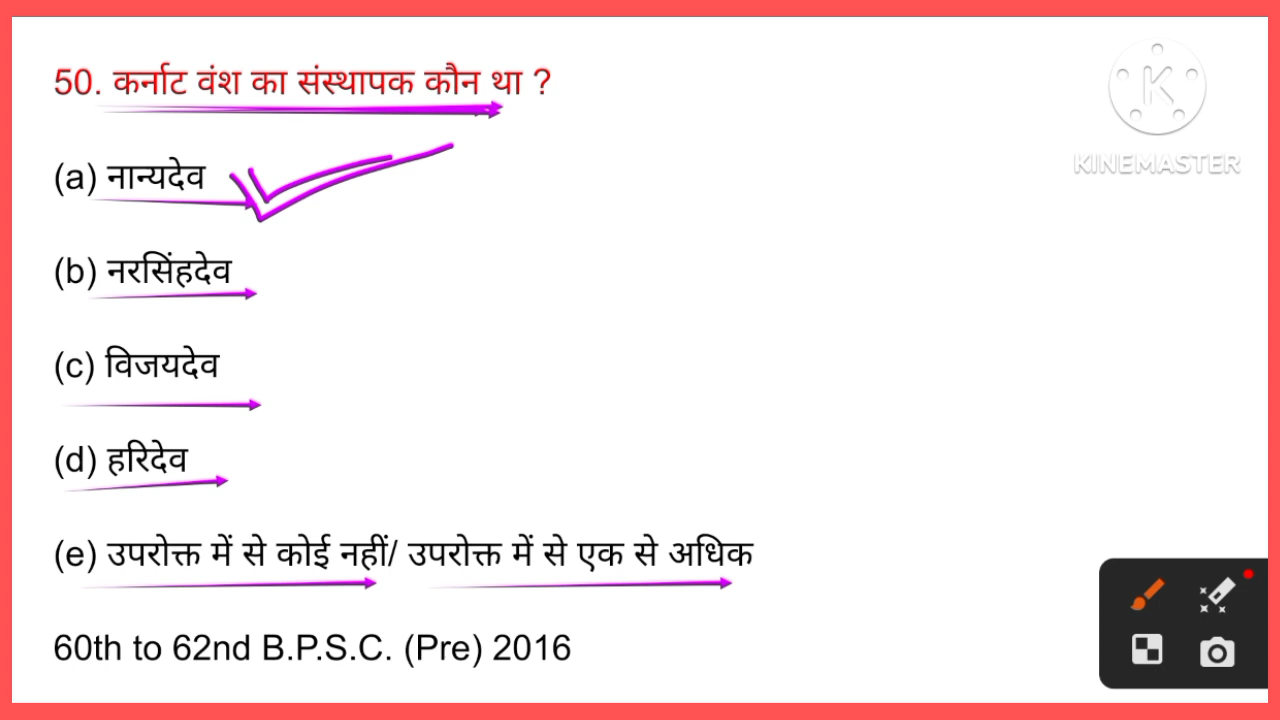 50. कर्नाट वंश का संस्थापक कौन था ?
K
KINEMASTER
(a) नान्यदेव
(b) नरसिंहदेव
(c) विजयदेव
(d) हरिदेव
(e) उपरोक्त में से कोई नहीं/ उपरोक्त में से एक से अधिक
60th to 62nd B.P.S.C. (Pre) 2016